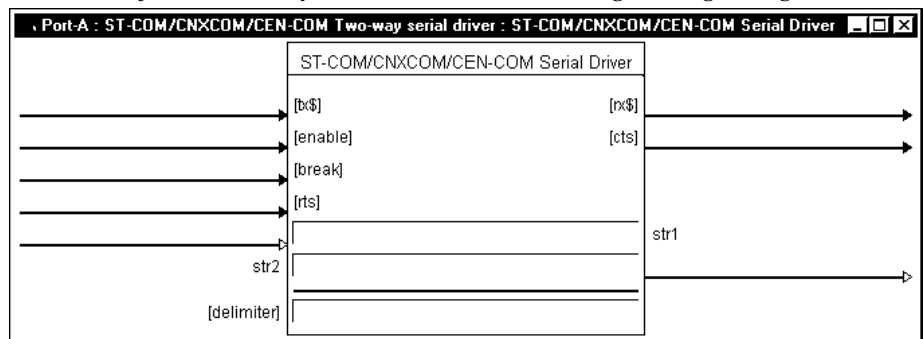 Port-A : ST-COM/CNXCOM/CEN-COM Two-way serial driver : ST-COM/CNXCOM/CEN-COM Serial Driver
ST-COM/CNXCOM/CEN-COM Serial Driver
[tx$] [rx$]
[enable] [cts]
[break]
[rts]
str1
str2
[delimiter]